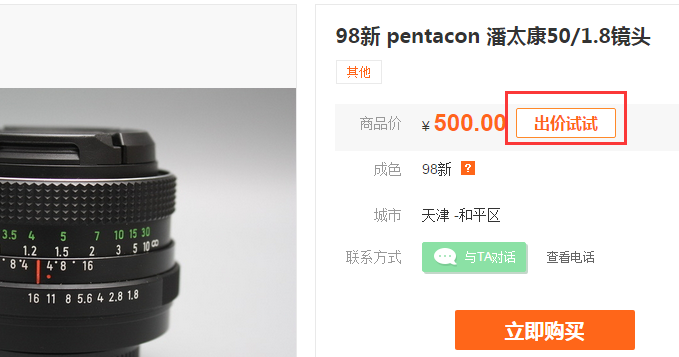 98新 pentacon 潘太康50/1.8镜头
其他
商品价 ¥ 500.00 出价试试
成色 98新 ?
城市 天津 -和平区
联系方式 与TA对话 查看电话
立即购买
3.5 4 5 7 10 15 30
1.2 1.5 2 3 5 10 ∞
8 4 4 8 16
16 11 8 5.6 4 2.8 1.8